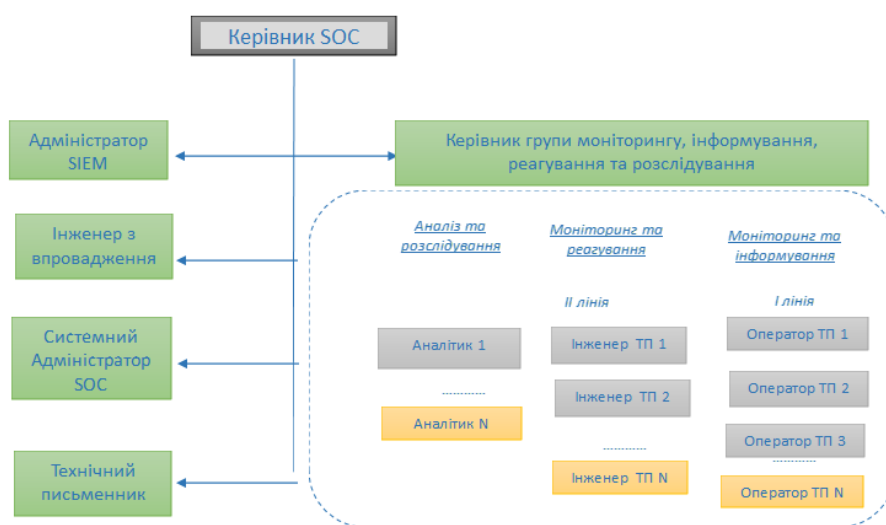 Керівник SOC
Адміністратор
SIEM
Керівник групи моніторингу, інформування,
реагування та розслідування
Інженер з
впровадження
Системний
Адміністратор
SOC
Технічний
письменник
Аналіз та
розслідування
Аналітик 1
............
Аналітик N
Моніторинг та
реагування
II лінія
Інженер ТП 1
Інженер ТП 2
............
Інженер ТП N
Моніторинг та
інформування
I лінія
Оператор ТП 1
Оператор ТП 2
Оператор ТП 3
............
Оператор ТП N